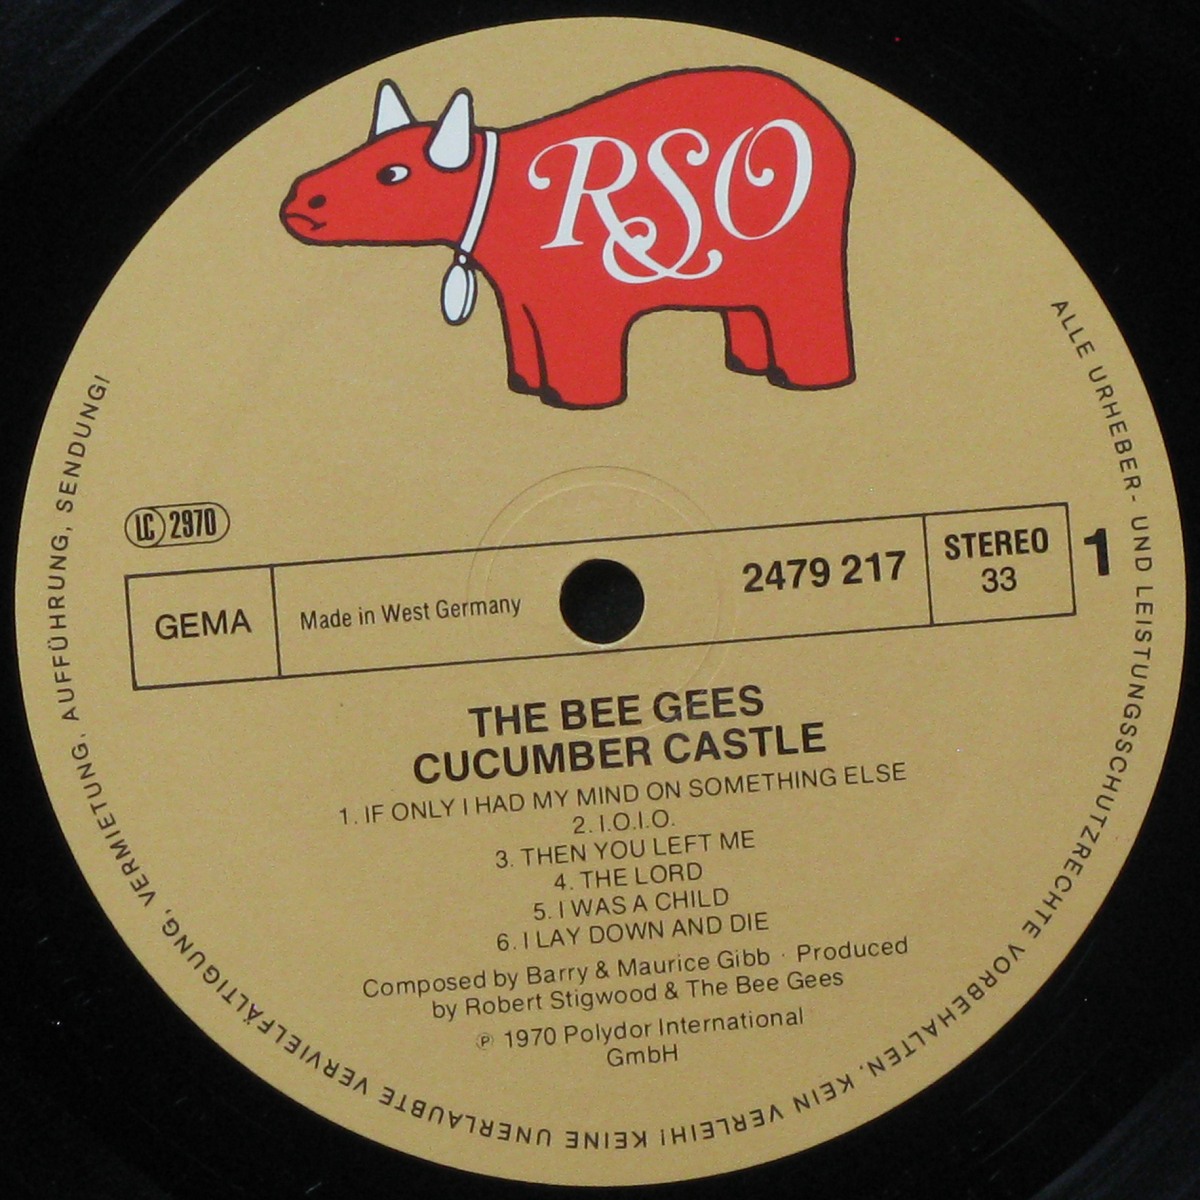 RSO
LC 2970
GEMA
Made in West Germany
2479 217
STEREO
33
1
THE BEE GEES
CUCUMBER CASTLE
1. IF ONLY I HAD MY MIND ON SOMETHING ELSE
2. I.O.I.O.
3. THEN YOU LEFT ME
4. THE LORD
5. I WAS A CHILD
6. I LAY DOWN AND DIE
Composed by Barry & Maurice Gibb · Produced
by Robert Stigwood & The Bee Gees
℗ 1970 Polydor International
GmbH
ALLE URHEBER- UND LEISTUNGSSCHUTZRECHTE VORBEHALTEN. KEIN VERLEIH! KEINE UNERLAUBTE VERVIELFÄLTIGUNG, VERMIETUNG, AUFFÜHRUNG, SENDUNG!